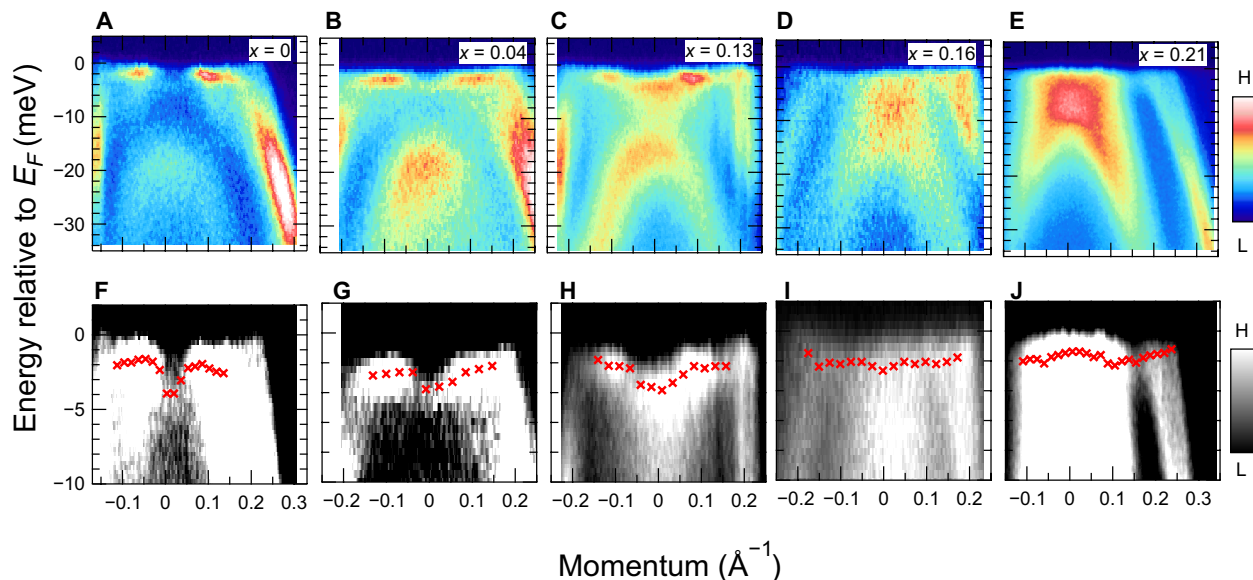 A B C D E
x = 0 x = 0.04 x = 0.13 x = 0.16 x = 0.21
Energy relative to E_F (meV)
0
−10
−20
−30
H
L
F G H I J
0
−5
−10
−0.1 0 0.1 0.2 0.3
−0.2 −0.1 0 0.1 0.2
−0.2 −0.1 0 0.1 0.2
−0.2 −0.1 0 0.1 0.2
−0.1 0 0.1 0.2 0.3
H
L
Momentum (Å⁻¹)